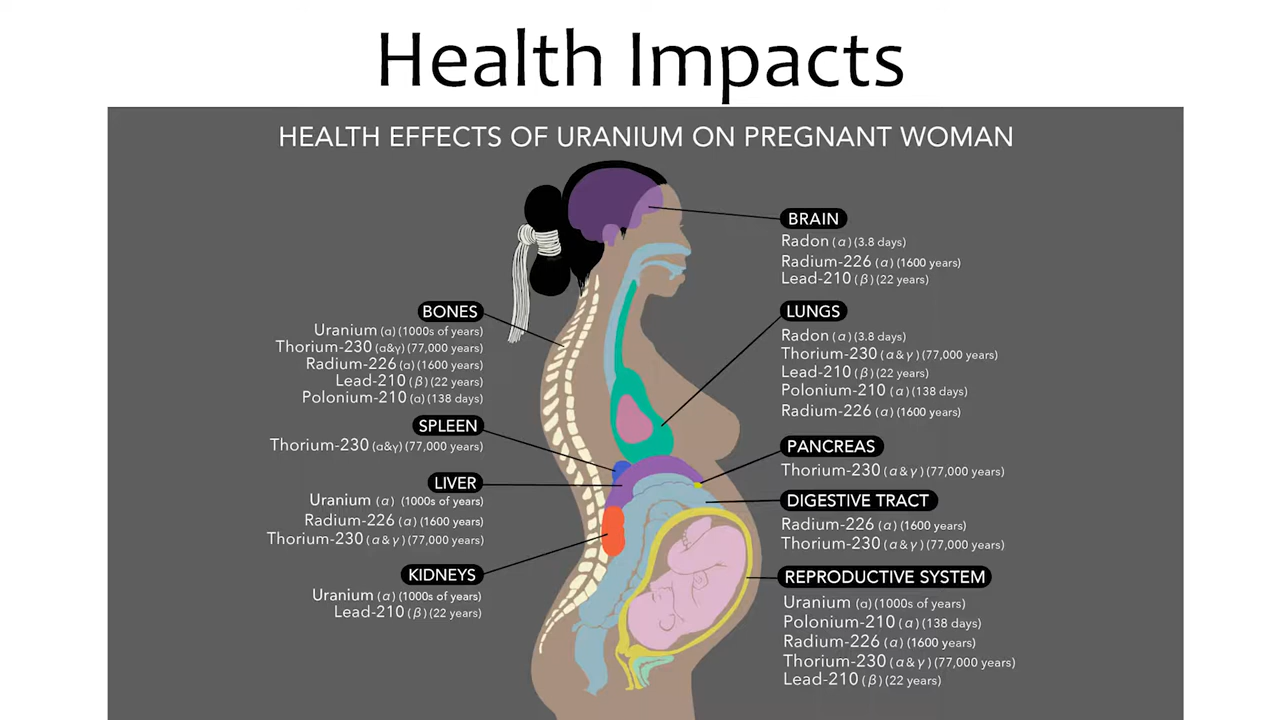 Health Impacts
HEALTH EFFECTS OF URANIUM ON PREGNANT WOMAN
BONES
Uranium (α) (1000s of years)
Thorium-230 (α&γ) (77,000 years)
Radium-226 (α) (1600 years)
Lead-210 (β) (22 years)
Polonium-210 (α) (138 days)
SPLEEN
Thorium-230 (α&γ) (77,000 years)
LIVER
Uranium (α) (1000s of years)
Radium-226 (α) (1600 years)
Thorium-230 (α & γ) (77,000 years)
KIDNEYS
Uranium (α) (1000s of years)
Lead-210 (β) (22 years)
BRAIN
Radon (α) (3.8 days)
Radium-226 (α) (1600 years)
Lead-210 (β) (22 years)
LUNGS
Radon (α) (3.8 days)
Thorium-230 (α & γ) (77,000 years)
Lead-210 (β) (22 years)
Polonium-210 (α) (138 days)
Radium-226 (α) (1600 years)
PANCREAS
Thorium-230 (α & γ) (77,000 years)
DIGESTIVE TRACT
Radium-226 (α) (1600 years)
Thorium-230 (α & γ) (77,000 years)
REPRODUCTIVE SYSTEM
Uranium (α) (1000s of years)
Polonium-210 (α) (138 days)
Radium-226 (α) (1600 years)
Thorium-230 (α & γ) (77,000 years)
Lead-210 (β) (22 years)